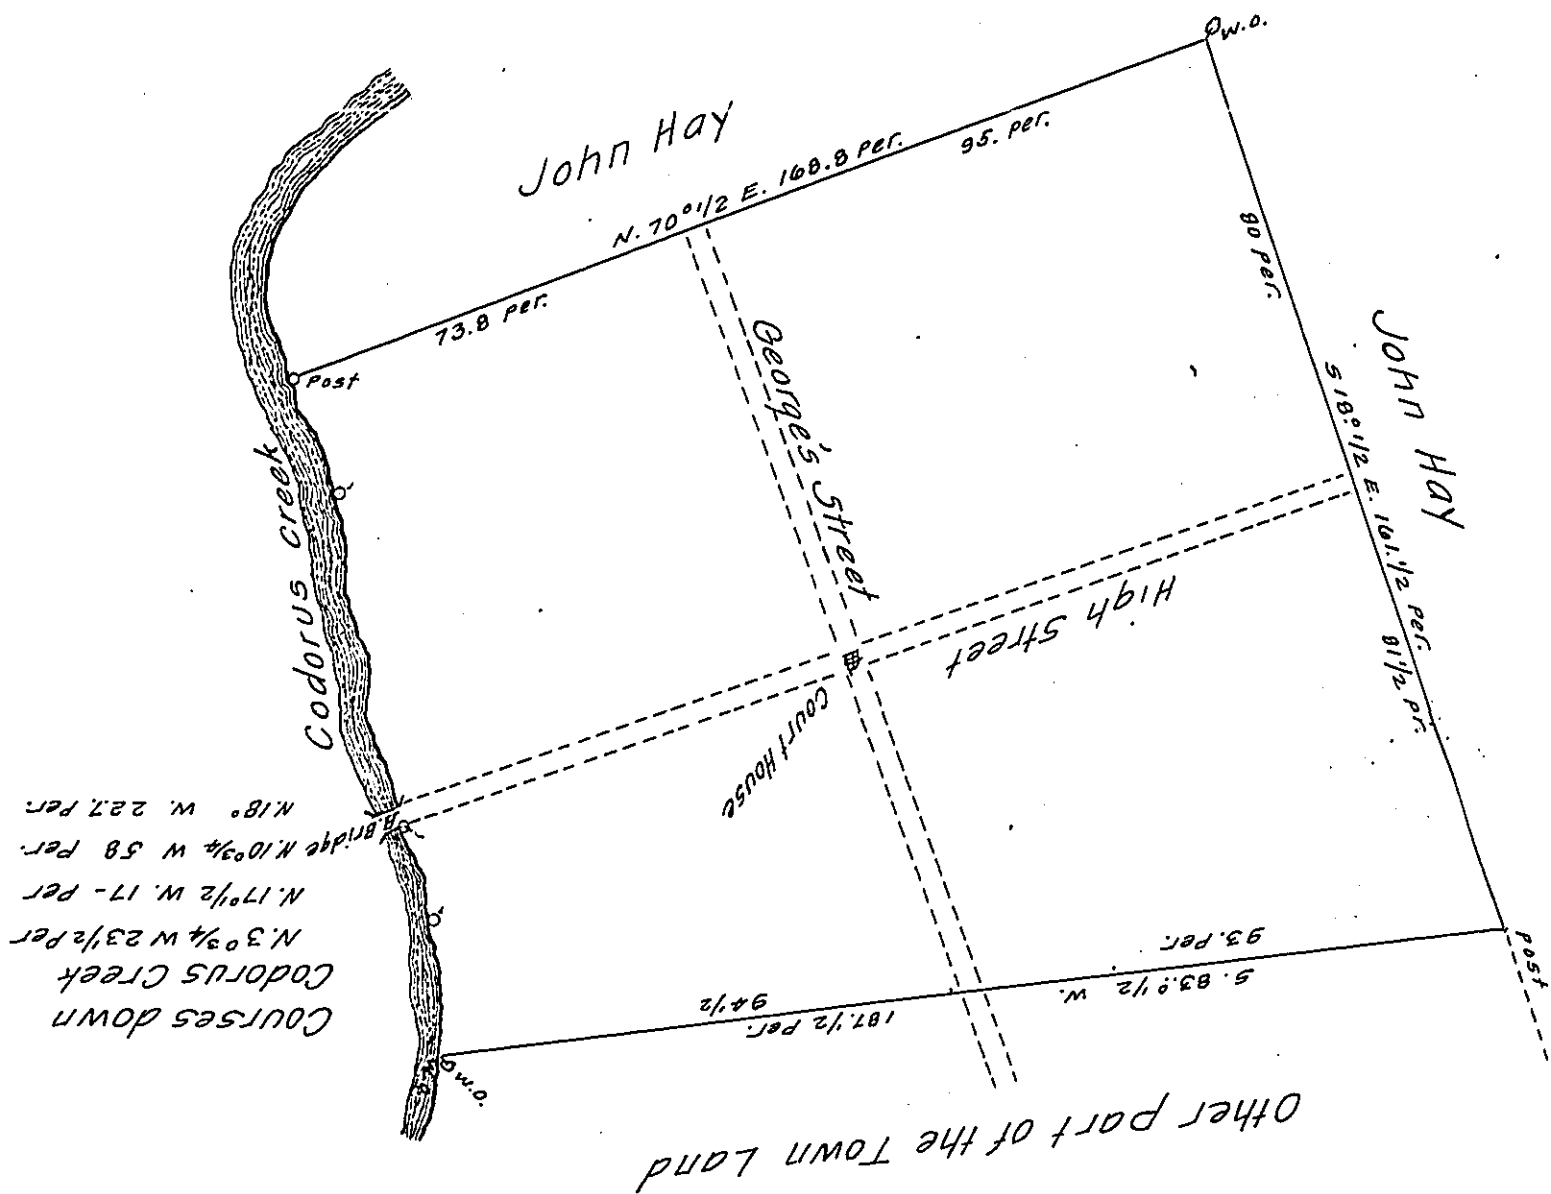 W.O.
John Hay
N. 70°1/2 E. 168.8 Per.
95. Per.
73.8 Per.
Post
80 Per.
John Hay
S 18.°1/2 E. 161.1/2 Per.
81 1/2 Pr.
George's Street
High Street
Court House
Codorus Creek
A. Bridge
Courses down
Codorus Creek
N. 3°3/4 W 23 1/2 Per
N. 17°1/2 W. 17 - Per
N. 10°3/4 W 58 Per.
N. 18° W. 22.7 Per.
93. Per.
S. 83.°1/2 W.
187. 1/2 Per.
94 1/2
Post
W.O.
Other part of the Town Land